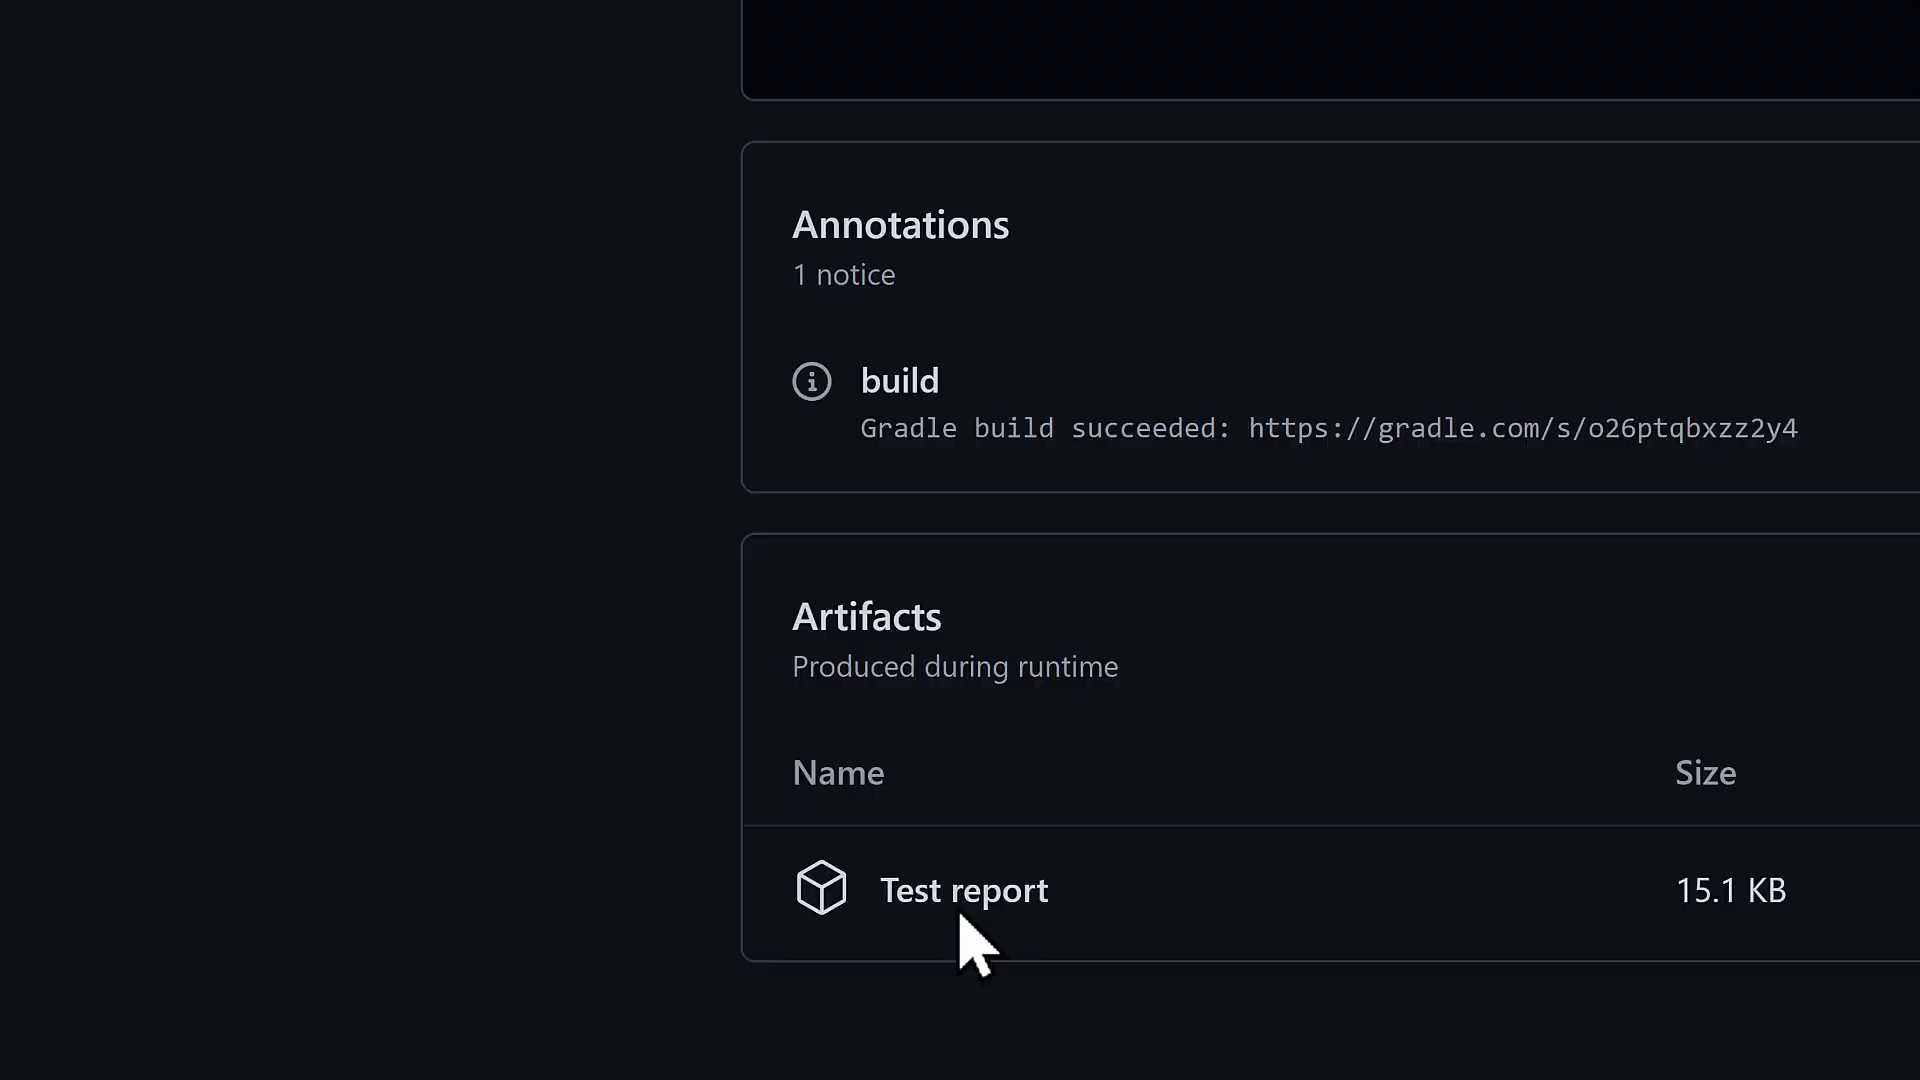 Annotations
1 notice
build
Gradle build succeeded: https://gradle.com/s/o26ptqbxzz2y4
Artifacts
Produced during runtime
Name Size
Test report 15.1 KB